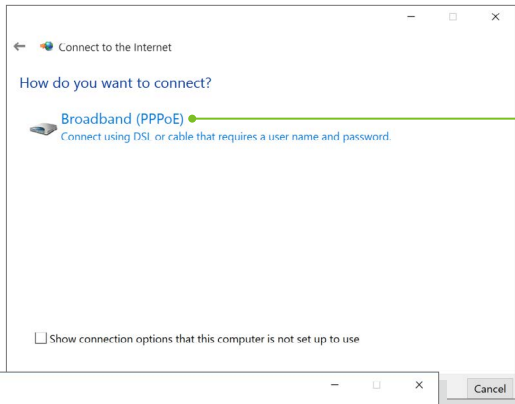 Connect to the Internet
How do you want to connect?
Broadband (PPPoE)
Connect using DSL or cable that requires a user name and password.
Show connection options that this computer is not set up to use
Cancel